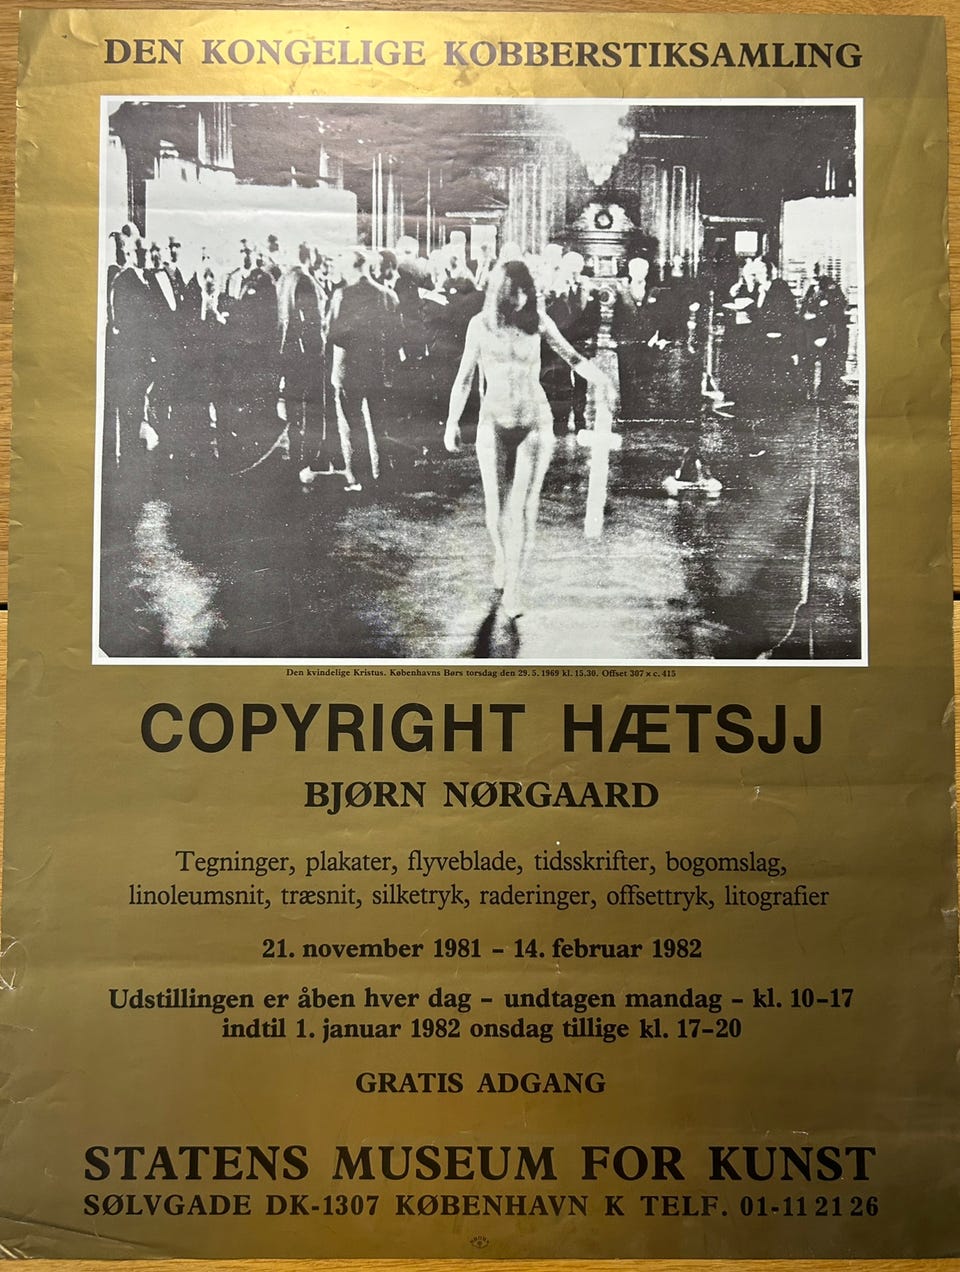 DEN KONGELIGE KOBBERSTIKSAMLING
Den kvindelige Kristus. Københavns Børs torsdag den 29. 5. 1969 kl. 15.30. Offset 307 × c. 415
COPYRIGHT HÆTSJJ
BJØRN NØRGAARD
Tegninger, plakater, flyveblade, tidsskrifter, bogomslag,
linoleumsnit, træsnit, silketryk, raderinger, offsettryk, litografier
21. november 1981 – 14. februar 1982
Udstillingen er åben hver dag – undtagen mandag – kl. 10–17
indtil 1. januar 1982 onsdag tillige kl. 17–20
GRATIS ADGANG
STATENS MUSEUM FOR KUNST
SØLVGADE DK-1307 KØBENHAVN K TELF. 01-11 21 26